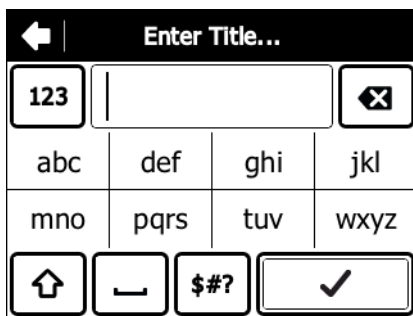 Enter Title...
123
abc def ghi jkl
mno pqrs tuv wxyz
$#?